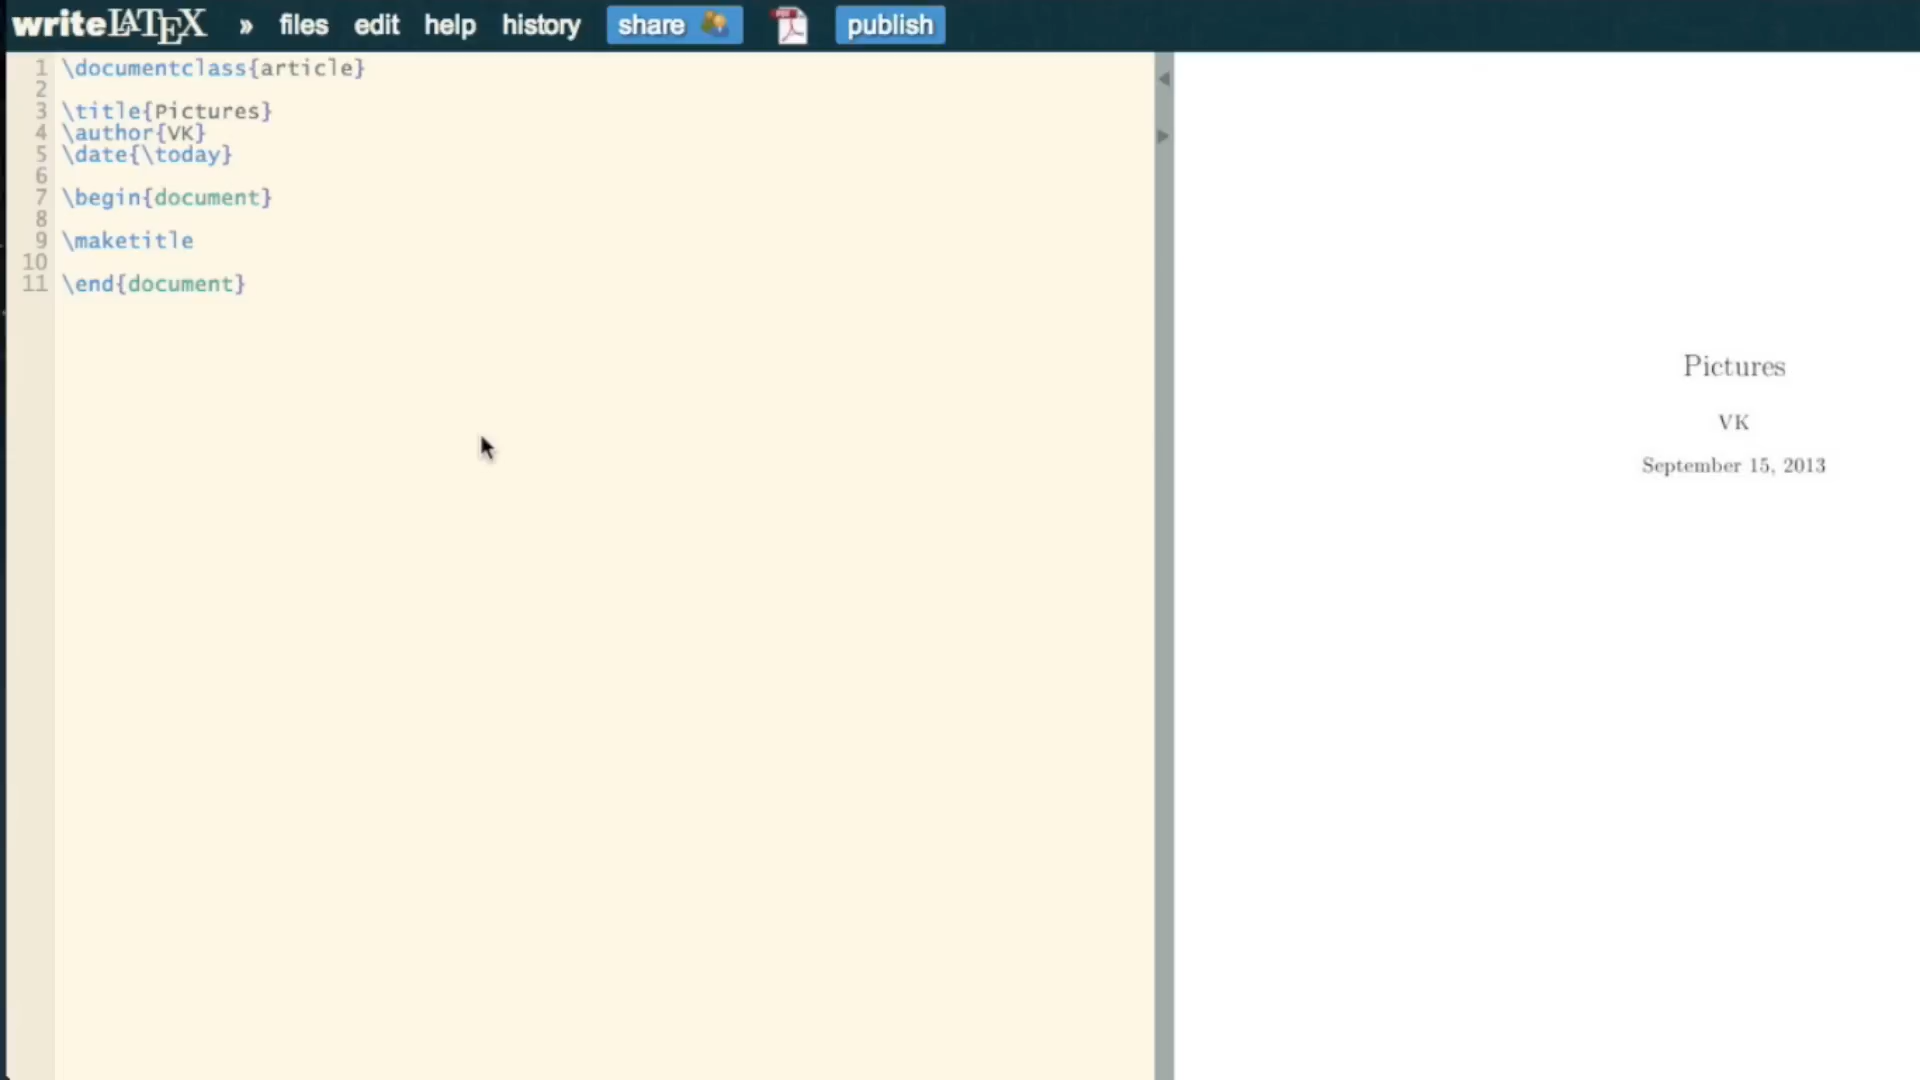 writeLATEX » files edit help history share publish
1 \documentclass{article}
2
3 \title{Pictures}
4 \author{VK}
5 \date{\today}
6
7 \begin{document}
8
9 \maketitle
10
11 \end{document}
Pictures
VK
September 15, 2013